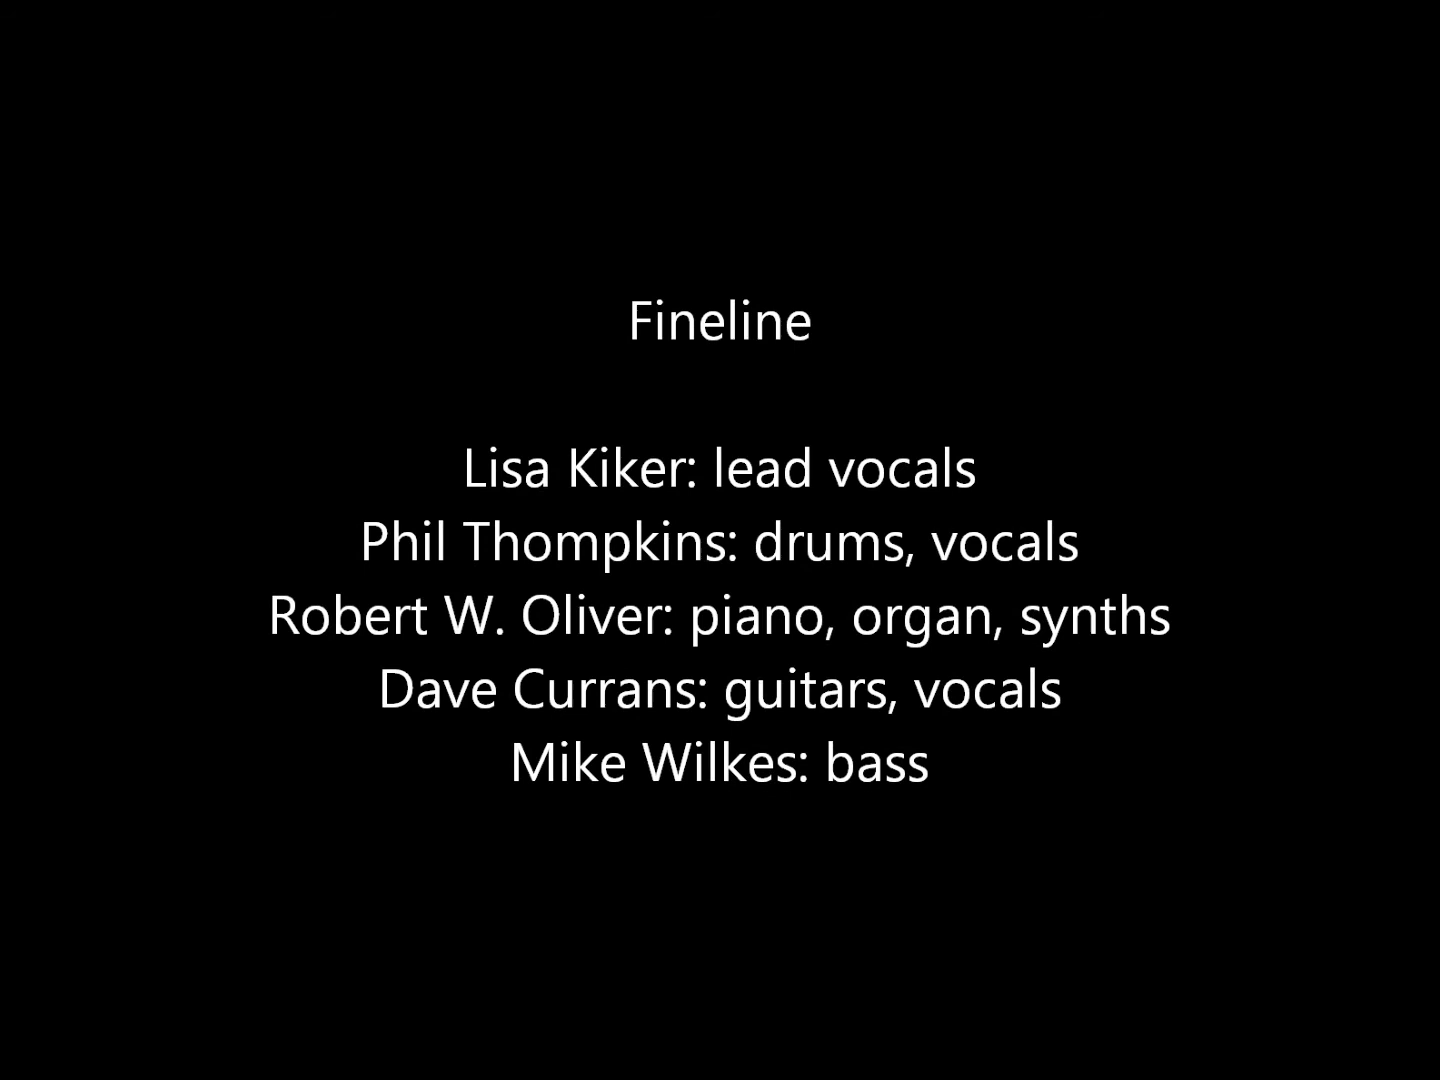 Fineline
Lisa Kiker: lead vocals
Phil Thompkins: drums, vocals
Robert W. Oliver: piano, organ, synths
Dave Currans: guitars, vocals
Mike Wilkes: bass